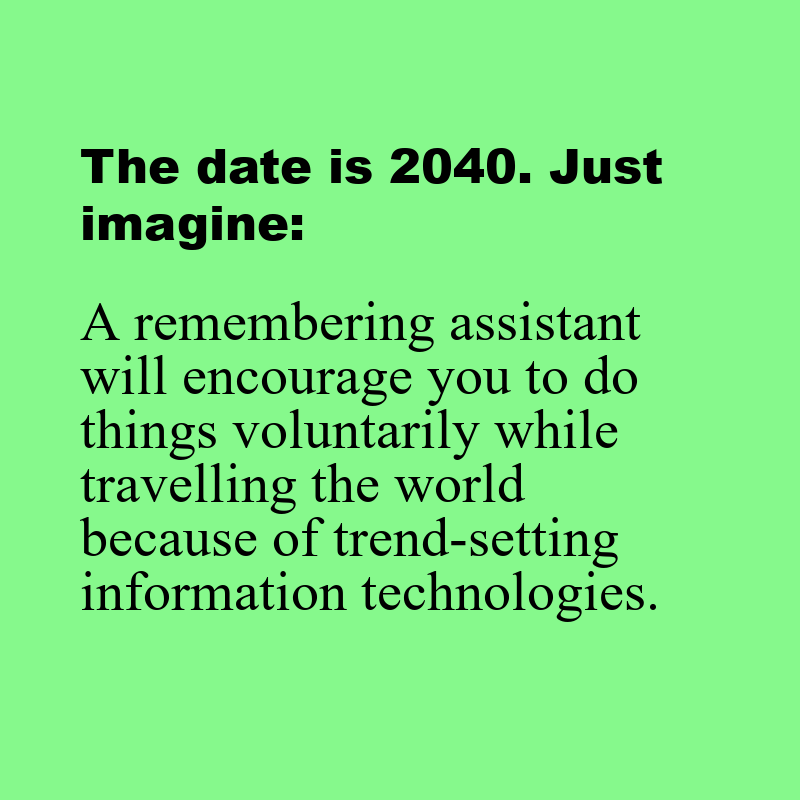 The date is 2040. Just
imagine:
A remembering assistant
will encourage you to do
things voluntarily while
travelling the world
because of trend-setting
information technologies.